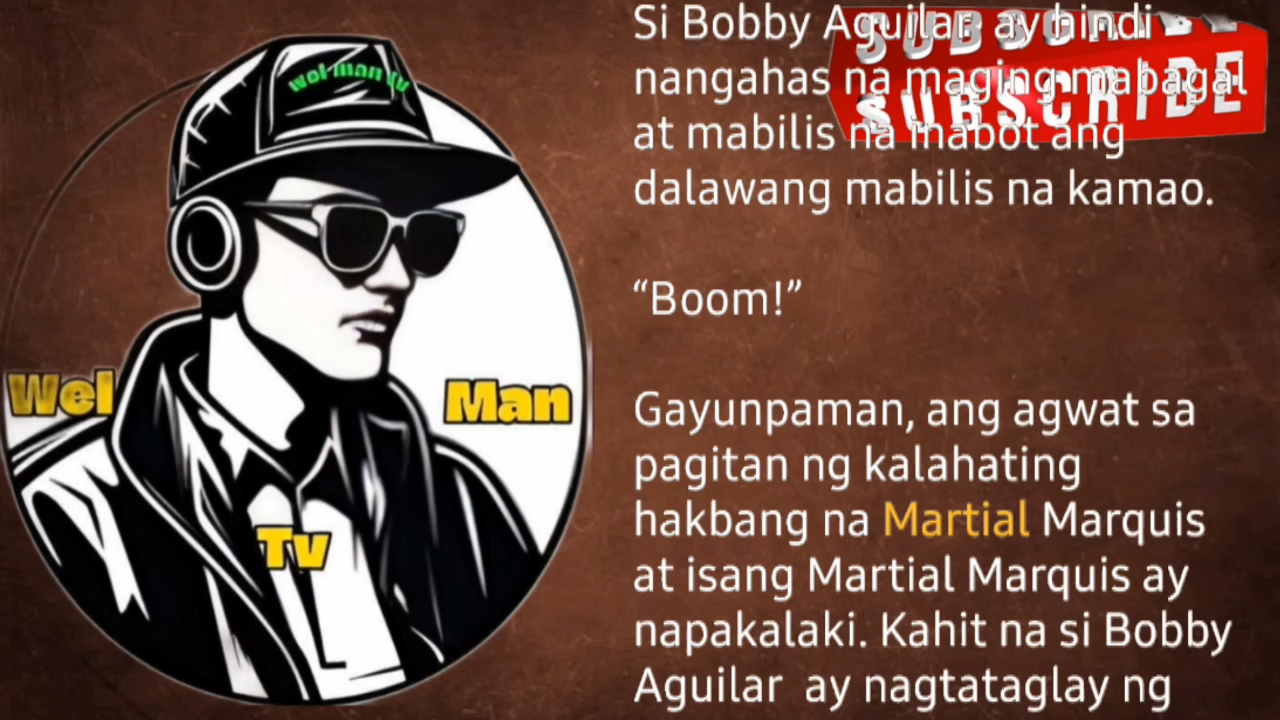 Si Bobby Aguilar ay hindi
nangahas na maging mabagal
at mabilis na inabot ang
dalawang mabilis na kamao.
“Boom!”
Gayunpaman, ang agwat sa
pagitan ng kalahating
hakbang na Martial Marquis
at isang Martial Marquis ay
napakalaki. Kahit na si Bobby
Aguilar ay nagtataglay ng
SUBSCRIBE
SUBSCRIBE
wel man tv
Wel
Man
Tv